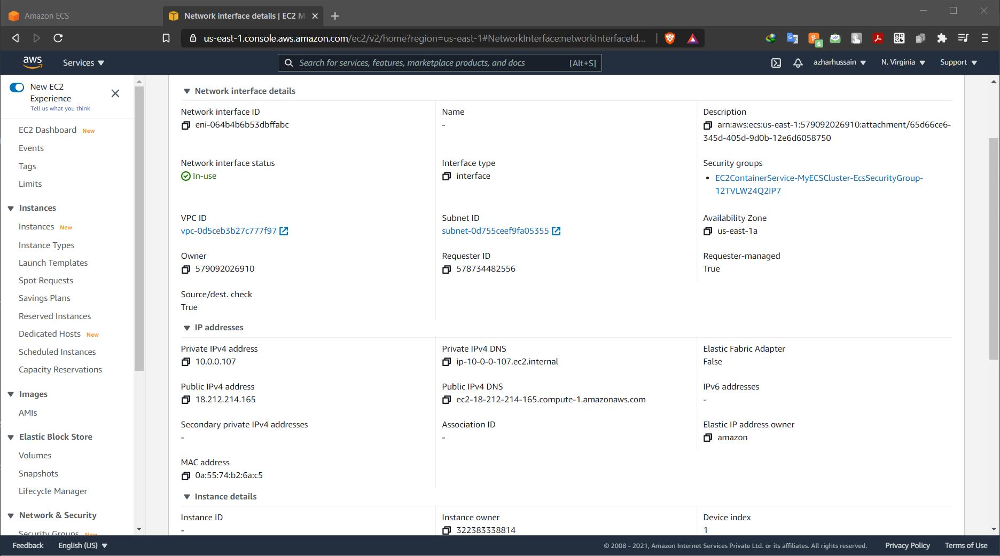 Amazon ECS
Network interface details | EC2 M
us-east-1.console.aws.amazon.com/ec2/v2/home?region=us-east-1#NetworkInterface:networkInterfaceId...
6
aws
Services
Search for services, features, marketplace products, and docs
[Alt+S]
azharhussain
N. Virginia
Support
New EC2
Experience
Tell us what you think
EC2 Dashboard New
Events
Tags
Limits
Instances
Instances New
Instance Types
Launch Templates
Spot Requests
Savings Plans
Reserved Instances
Dedicated Hosts New
Scheduled Instances
Capacity Reservations
Images
AMIs
Elastic Block Store
Volumes
Snapshots
Lifecycle Manager
Network & Security
Security Groups New
Network interface details
Network interface ID
eni-064b4b6b53dbffabc
Name
-
Description
arn:aws:ecs:us-east-1:579092026910:attachment/65d66ce6-
345d-405d-9d0b-12e6d6058750
Network interface status
In-use
Interface type
interface
Security groups
• EC2ContainerService-MyECSCluster-EcsSecurityGroup-
12TVLW24Q2IP7
VPC ID
vpc-0d5ceb3b27c777f97
Subnet ID
subnet-0d755ceef9fa05355
Availability Zone
us-east-1a
Owner
579092026910
Requester ID
578734482556
Requester-managed
True
Source/dest. check
True
IP addresses
Private IPv4 address
10.0.0.107
Private IPv4 DNS
ip-10-0-0-107.ec2.internal
Elastic Fabric Adapter
False
Public IPv4 address
18.212.214.165
Public IPv4 DNS
ec2-18-212-214-165.compute-1.amazonaws.com
IPv6 addresses
-
Secondary private IPv4 addresses
-
Association ID
-
Elastic IP address owner
amazon
MAC address
0a:55:74:b2:6a:c5
Instance details
Instance ID
-
Instance owner
322383338814
Device index
1
Feedback
English (US)
© 2008 - 2021, Amazon Internet Services Private Ltd. or its affiliates. All rights reserved.
Privacy Policy
Terms of Use